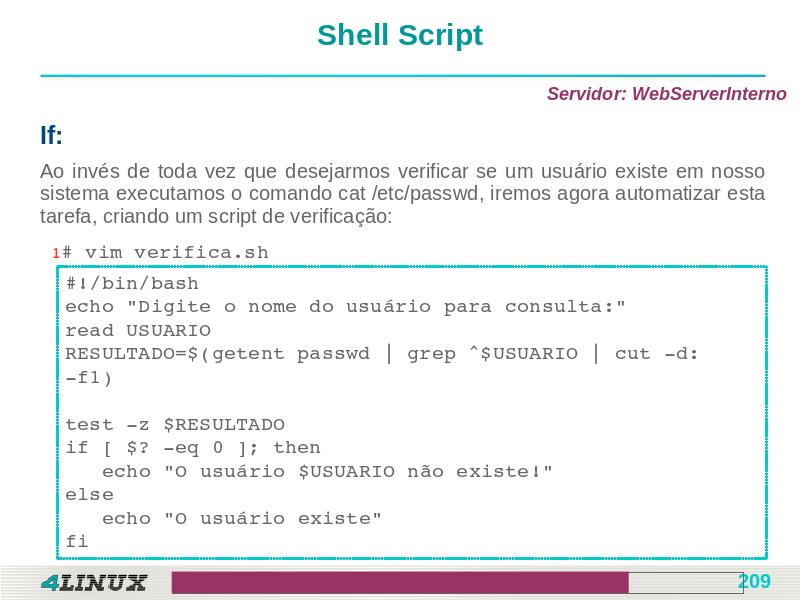 Shell Script
Servidor: WebServerInterno
If:
Ao invés de toda vez que desejarmos verificar se um usuário existe em nosso
sistema executamos o comando cat /etc/passwd, iremos agora automatizar esta
tarefa, criando um script de verificação:
1# vim verifica.sh
#!/bin/bash
echo "Digite o nome do usuário para consulta:"
read USUARIO
RESULTADO=$(getent passwd | grep ^$USUARIO | cut -d:
-f1)
test -z $RESULTADO
if [ $? -eq 0 ]; then
   echo "O usuário $USUARIO não existe!"
else
   echo "O usuário existe"
fi
4LINUX
209